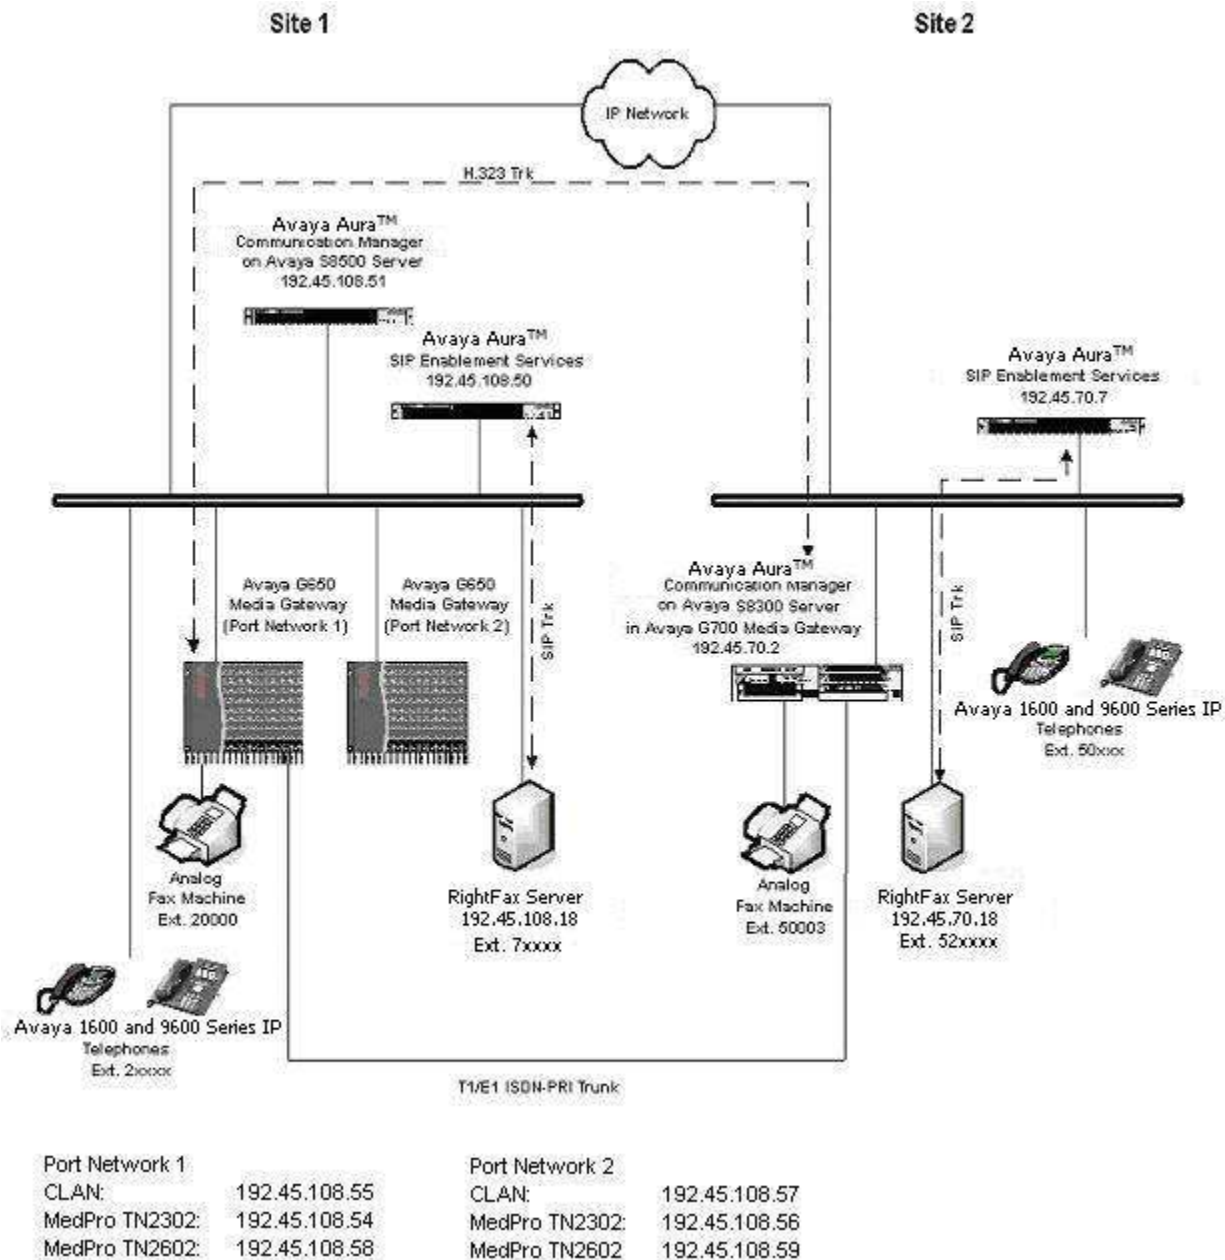 Site 1
Site 2
IP Network
H.323 Trk
Avaya Aura™
Communication Manager
on Avaya S8500 Server
192.45.108.51
Avaya Aura™
SIP Enablement Services
192.45.108.50
Avaya Aura™
SIP Enablement Services
192.45.70.7
Avaya G650
Media Gateway
(Port Network 1)
Avaya G650
Media Gateway
(Port Network 2)
SIP Trk
Avaya Aura™
Communication Manager
on Avaya S8300 Server
in Avaya G700 Media Gateway
192.45.70.2
SIP Trk
Avaya 1600 and 9600 Series IP
Telephones
Ext. 50xxx
Analog
Fax Machine
Ext. 20000
RightFax Server
192.45.108.18
Ext. 7xxxx
Analog
Fax Machine
Ext. 50003
RightFax Server
192.45.70.18
Ext. 52xxxx
Avaya 1600 and 9600 Series IP
Telephones
Ext. 2xxxx
T1/E1 ISDN-PRI Trunk
Port Network 1
CLAN: 192.45.108.55
MedPro TN2302: 192.45.108.54
MedPro TN2602: 192.45.108.58
Port Network 2
CLAN: 192.45.108.57
MedPro TN2302: 192.45.108.56
MedPro TN2602 192.45.108.59